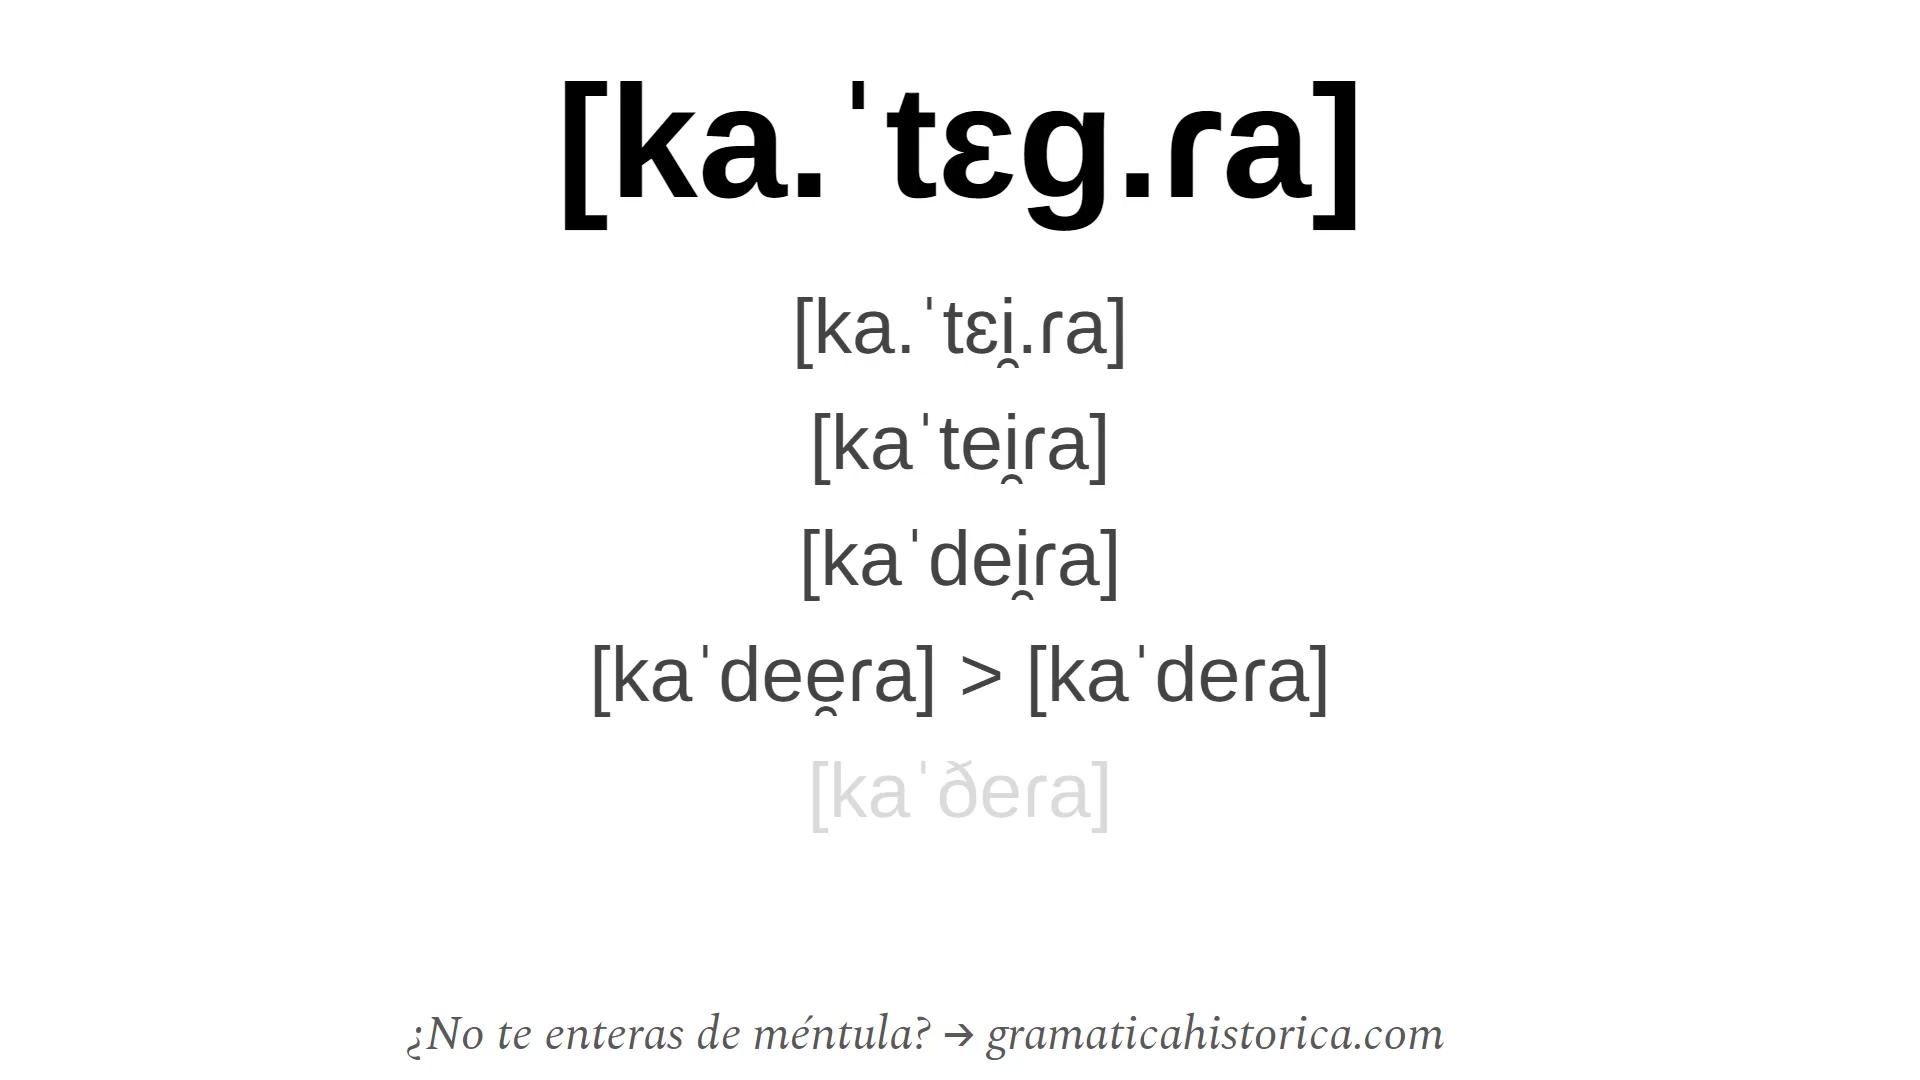 [ka.ˈtɛg.ɾa]
[ka.ˈtɛi̯.ɾa]
[kaˈtei̯ɾa]
[kaˈdei̯ɾa]
[kaˈdee̯ɾa] > [kaˈdeɾa]
[kaˈðeɾa]
¿No te enteras de méntula? → gramaticahistorica.com